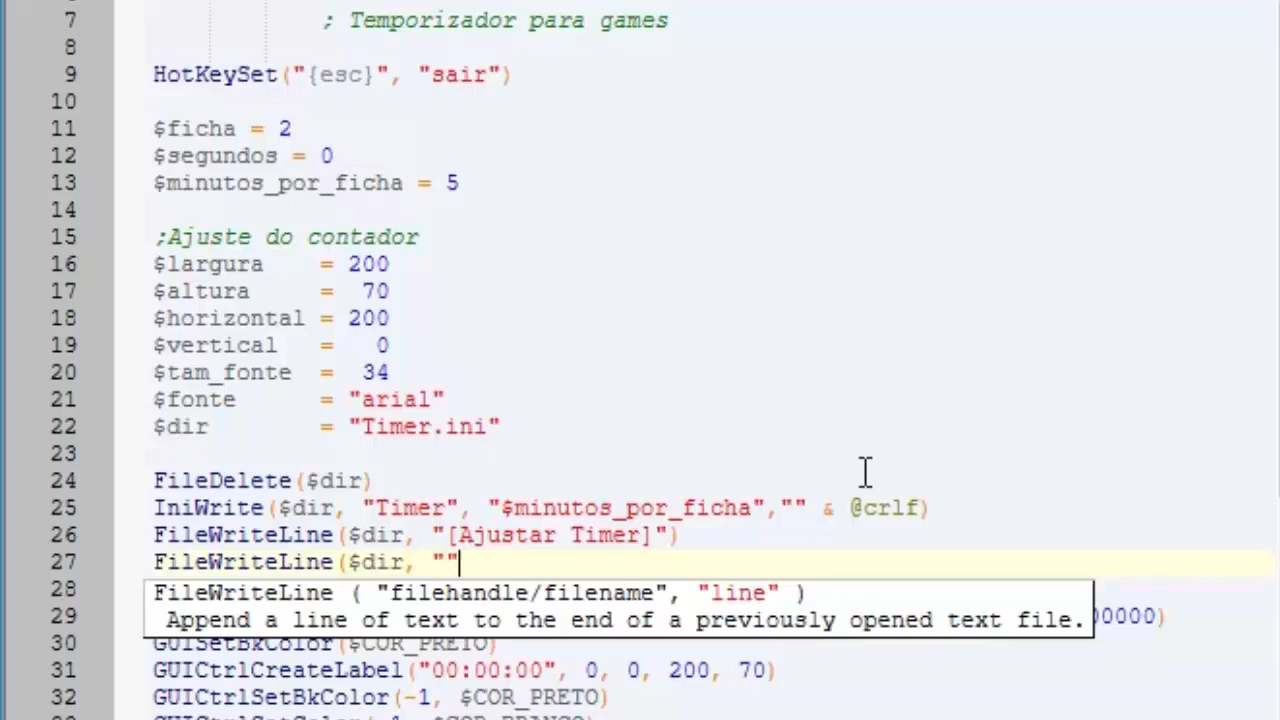 7 ; Temporizador para games
8
9 HotKeySet("{esc}", "sair")
10
11 $ficha = 2
12 $segundos = 0
13 $minutos_por_ficha = 5
14
15 ;Ajuste do contador
16 $largura = 200
17 $altura = 70
18 $horizontal = 200
19 $vertical = 0
20 $tam_fonte = 34
21 $fonte = "arial"
22 $dir = "Timer.ini"
23
24 FileDelete($dir)
25 IniWrite($dir, "Timer", "$minutos_por_ficha","" & @crlf)
26 FileWriteLine($dir, "[Ajustar Timer]")
27 FileWriteLine($dir, ""
28 FileWriteLine ( "filehandle/filename", "line" )
29 Append a line of text to the end of a previously opened text file. 00000)
30 GUISetBkColor($COR_PRETO)
31 GUICtrlCreateLabel("00:00:00", 0, 0, 200, 70)
32 GUICtrlSetBkColor(-1, $COR_PRETO)